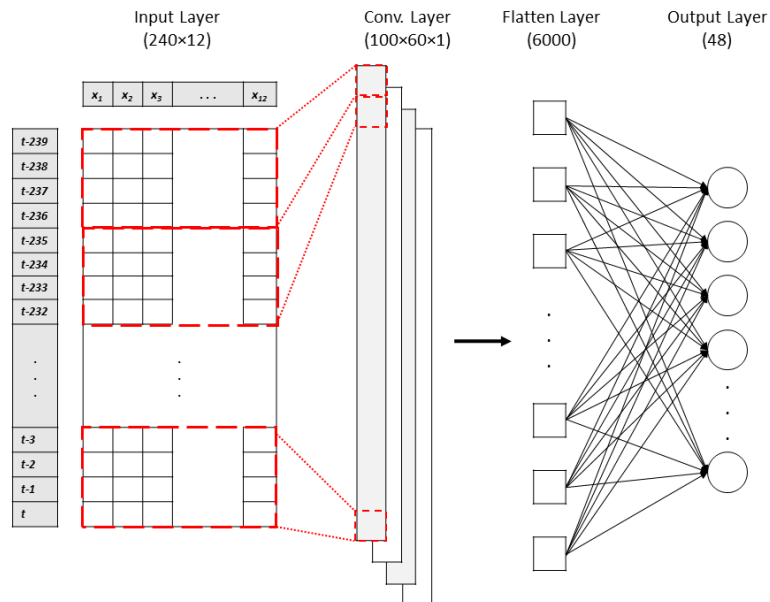 Input Layer
(240×12)
Conv. Layer
(100×60×1)
Flatten Layer
(6000)
Output Layer
(48)
x1 x2 x3 ... x12
t-239
t-238
t-237
t-236
t-235
t-234
t-233
t-232
t-3
t-2
t-1
t